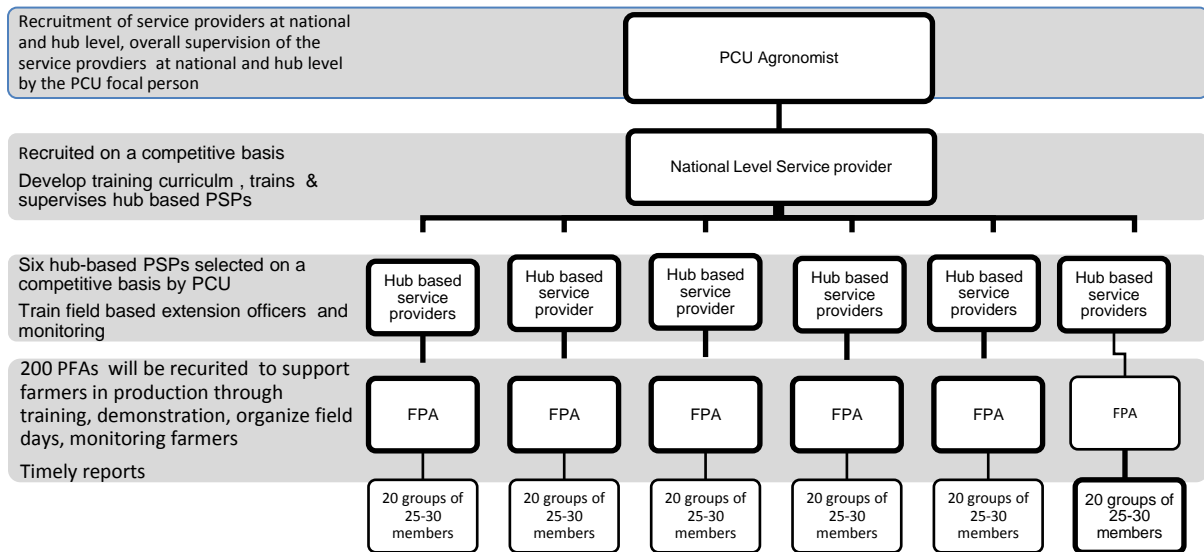 Recruitment of service providers at national
and hub level, overall supervision of the
service provdiers at national and hub level
by the PCU focal person
PCU Agronomist
Recruited on a competitive basis
Develop training curriculm , trains &
supervises hub based PSPs
National Level Service provider
Six hub-based PSPs selected on a
competitive basis by PCU
Train field based extension officers and
monitoring
Hub based
service
providers
Hub based
service
provider
Hub based
service
provider
Hub based
service
providers
Hub based
service
providers
Hub based
service
providers
200 PFAs will be recurited to support
farmers in production through
training, demonstration, organize field
days, monitoring farmers
Timely reports
FPA
FPA
FPA
FPA
FPA
FPA
20 groups of
25-30
members
20 groups of
25-30
members
20 groups of
25-30
members
20 groups of
25-30
members
20 groups of
25-30
members
20 groups of
25-30
members